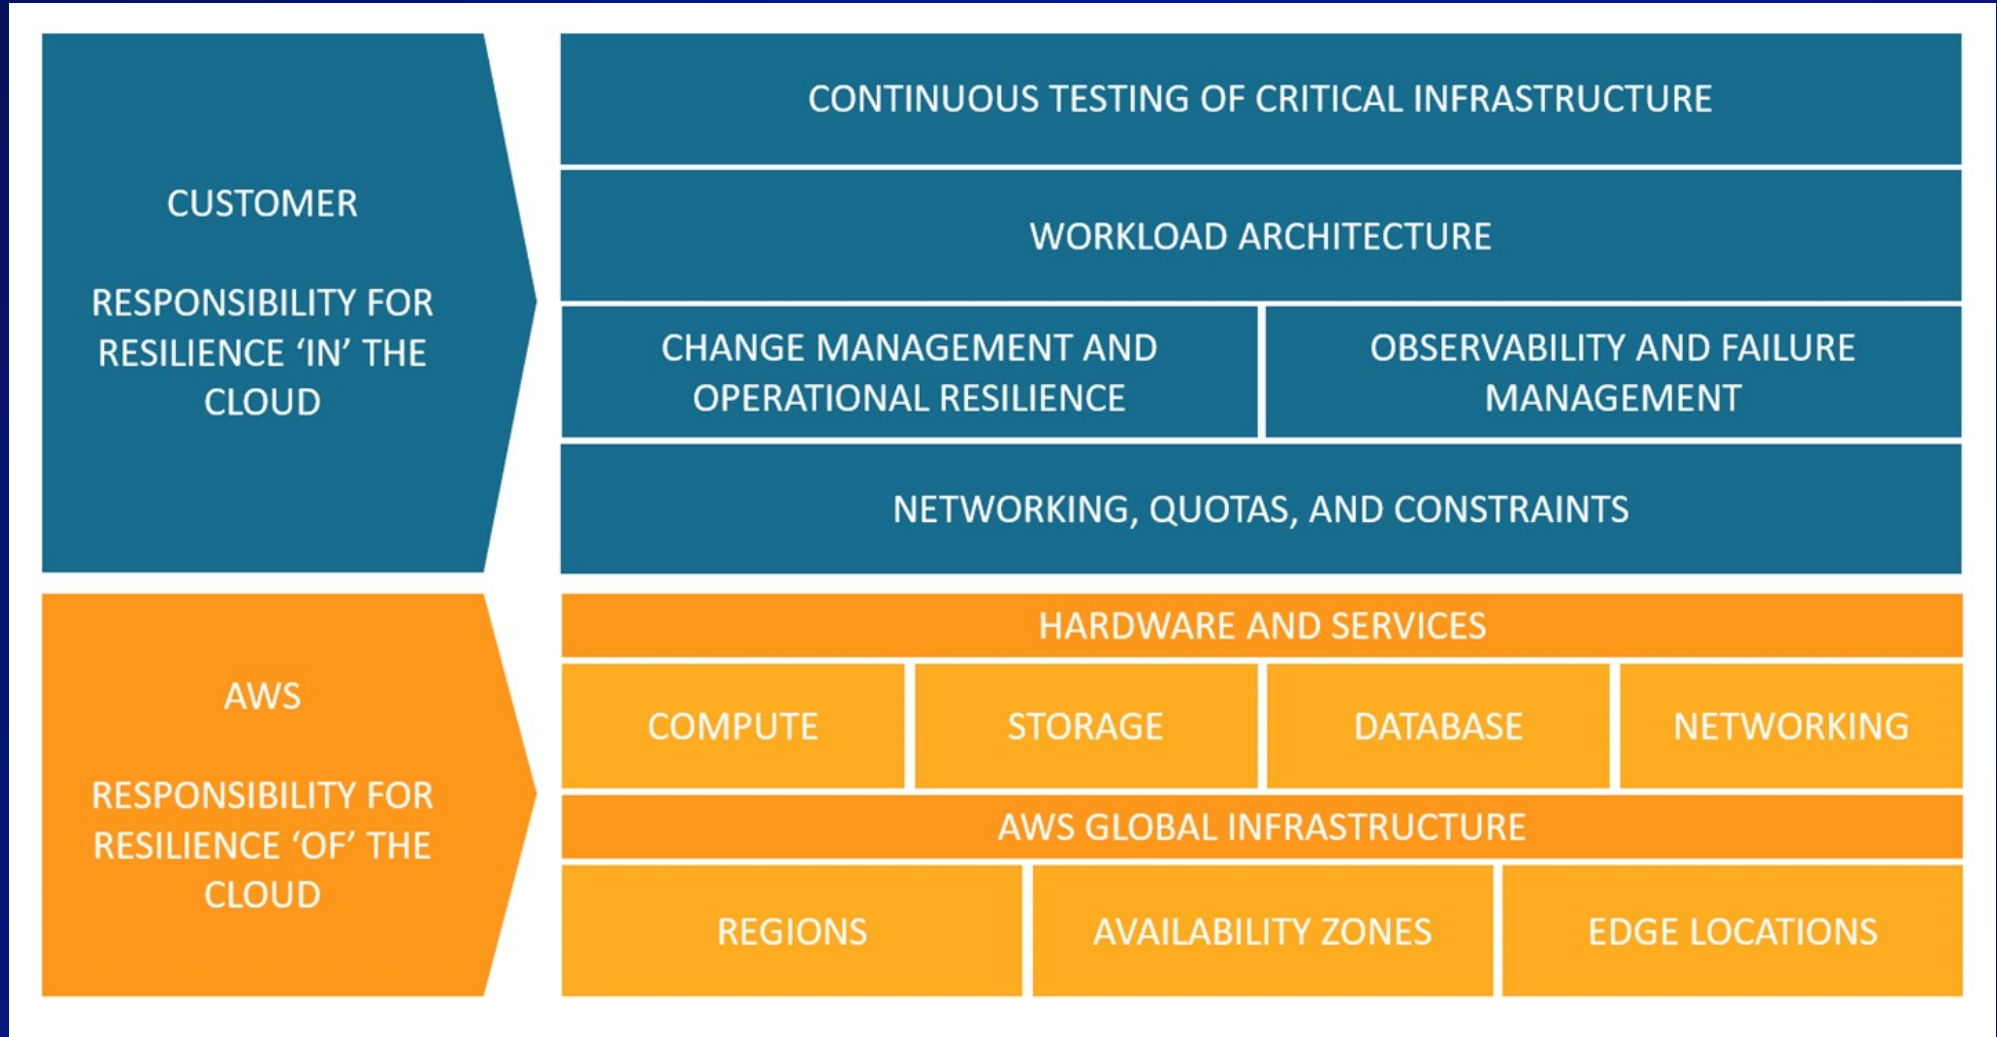 CUSTOMER
RESPONSIBILITY FOR
RESILIENCE ‘IN’ THE
CLOUD
CONTINUOUS TESTING OF CRITICAL INFRASTRUCTURE
WORKLOAD ARCHITECTURE
CHANGE MANAGEMENT AND
OPERATIONAL RESILIENCE
OBSERVABILITY AND FAILURE
MANAGEMENT
NETWORKING, QUOTAS, AND CONSTRAINTS
AWS
RESPONSIBILITY FOR
RESILIENCE ‘OF’ THE
CLOUD
HARDWARE AND SERVICES
COMPUTE
STORAGE
DATABASE
NETWORKING
AWS GLOBAL INFRASTRUCTURE
REGIONS
AVAILABILITY ZONES
EDGE LOCATIONS